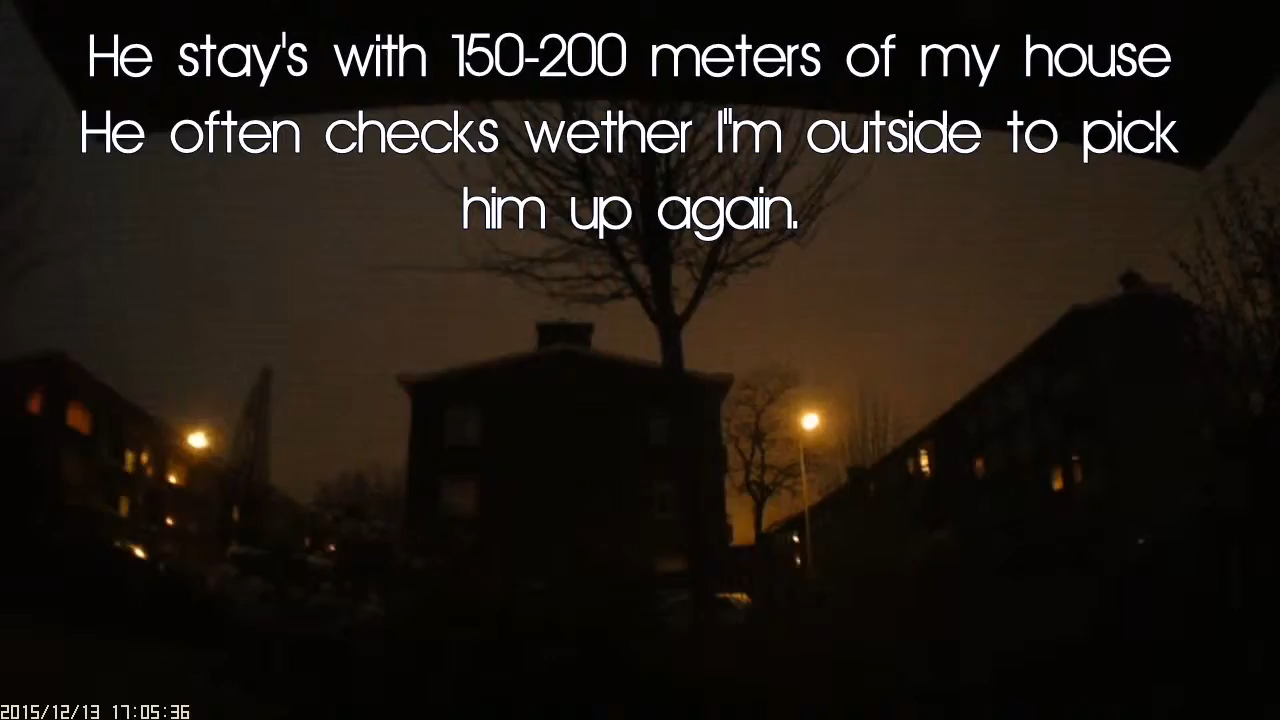 He stay's with 150-200 meters of my house
He often checks wether I"m outside to pick
him up again.
2015/12/13 17:05:36